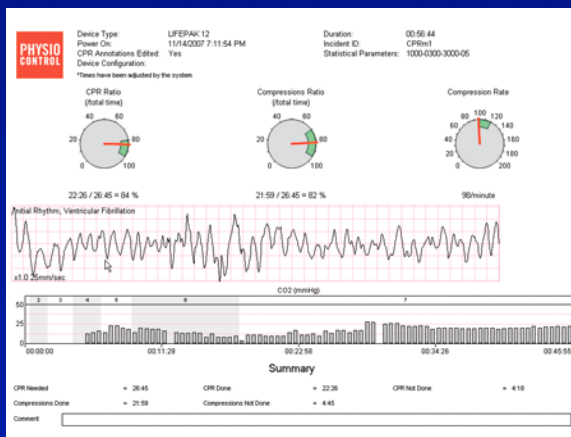 PHYSIO
CONTROL
Device Type: LIFEPAK 12
Power On: 11/14/2007 7:11:54 PM
CPR Annotations Edited: Yes
Device Configuration:
*Times have been adjusted by the system
Duration: 00:56:44
Incident ID: CPRm1
Statistical Parameters: 1000-0300-3000-05
CPR Ratio
(/total time)
0 20 40 60 80 100
22:26 / 26:45 = 84 %
Compressions Ratio
(/total time)
0 20 40 60 80 100
21:59 / 26:45 = 82 %
Compression Rate
0 20 40 60 80 100 120 140 160 180 200
98/minute
Initial Rhythm, Ventricular Fibrillation
x1.0 25mm/sec
CO2 (mmHg)
2 3 4 5 6 7
50
25
0
00:00:00 00:11:29 00:22:58 00:34:26 00:45:55
Summary
CPR Needed = 26:45 CPR Done = 22:26 CPR Not Done = 4:18
Compressions Done = 21:59 Compressions Not Done = 4:45
Comment